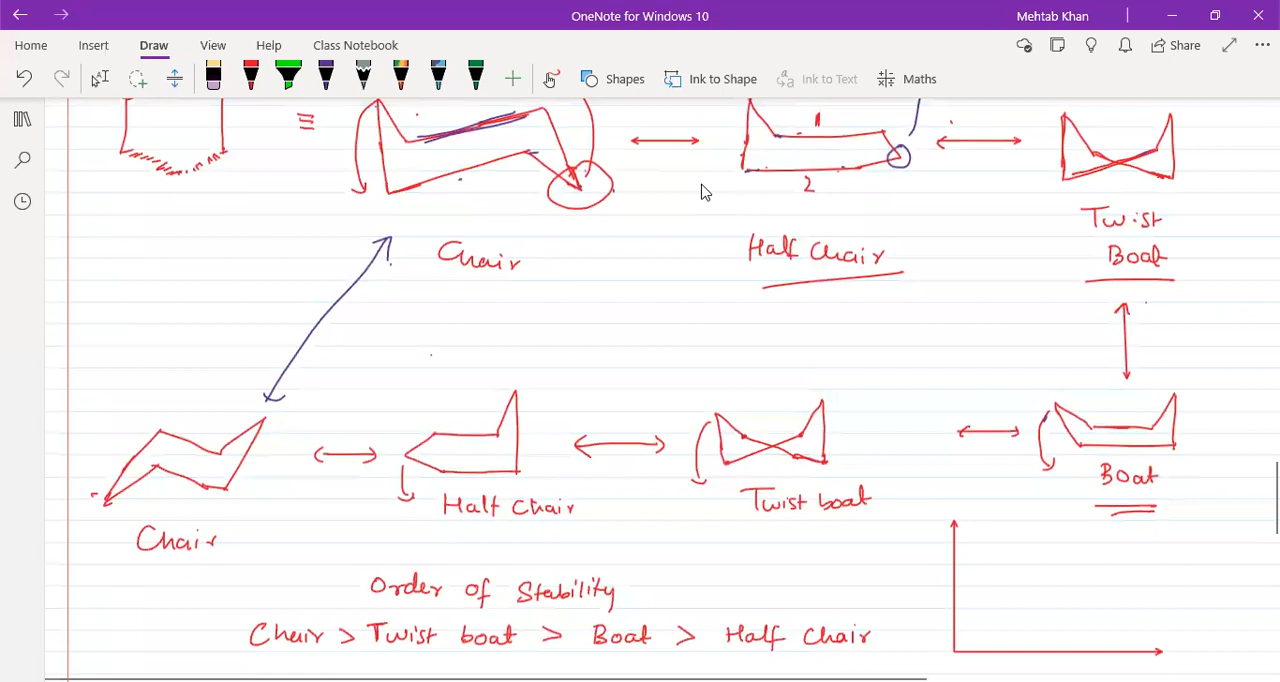 OneNote for Windows 10
Mehtab Khan
Home Insert Draw View Help Class Notebook
Share
Shapes Ink to Shape Ink to Text Maths
1
2
Chair
Half Chair
Twist
Boat
Chair
Half Chair
Twist boat
Boat
Order of Stability
Chair > Twist boat > Boat > Half Chair